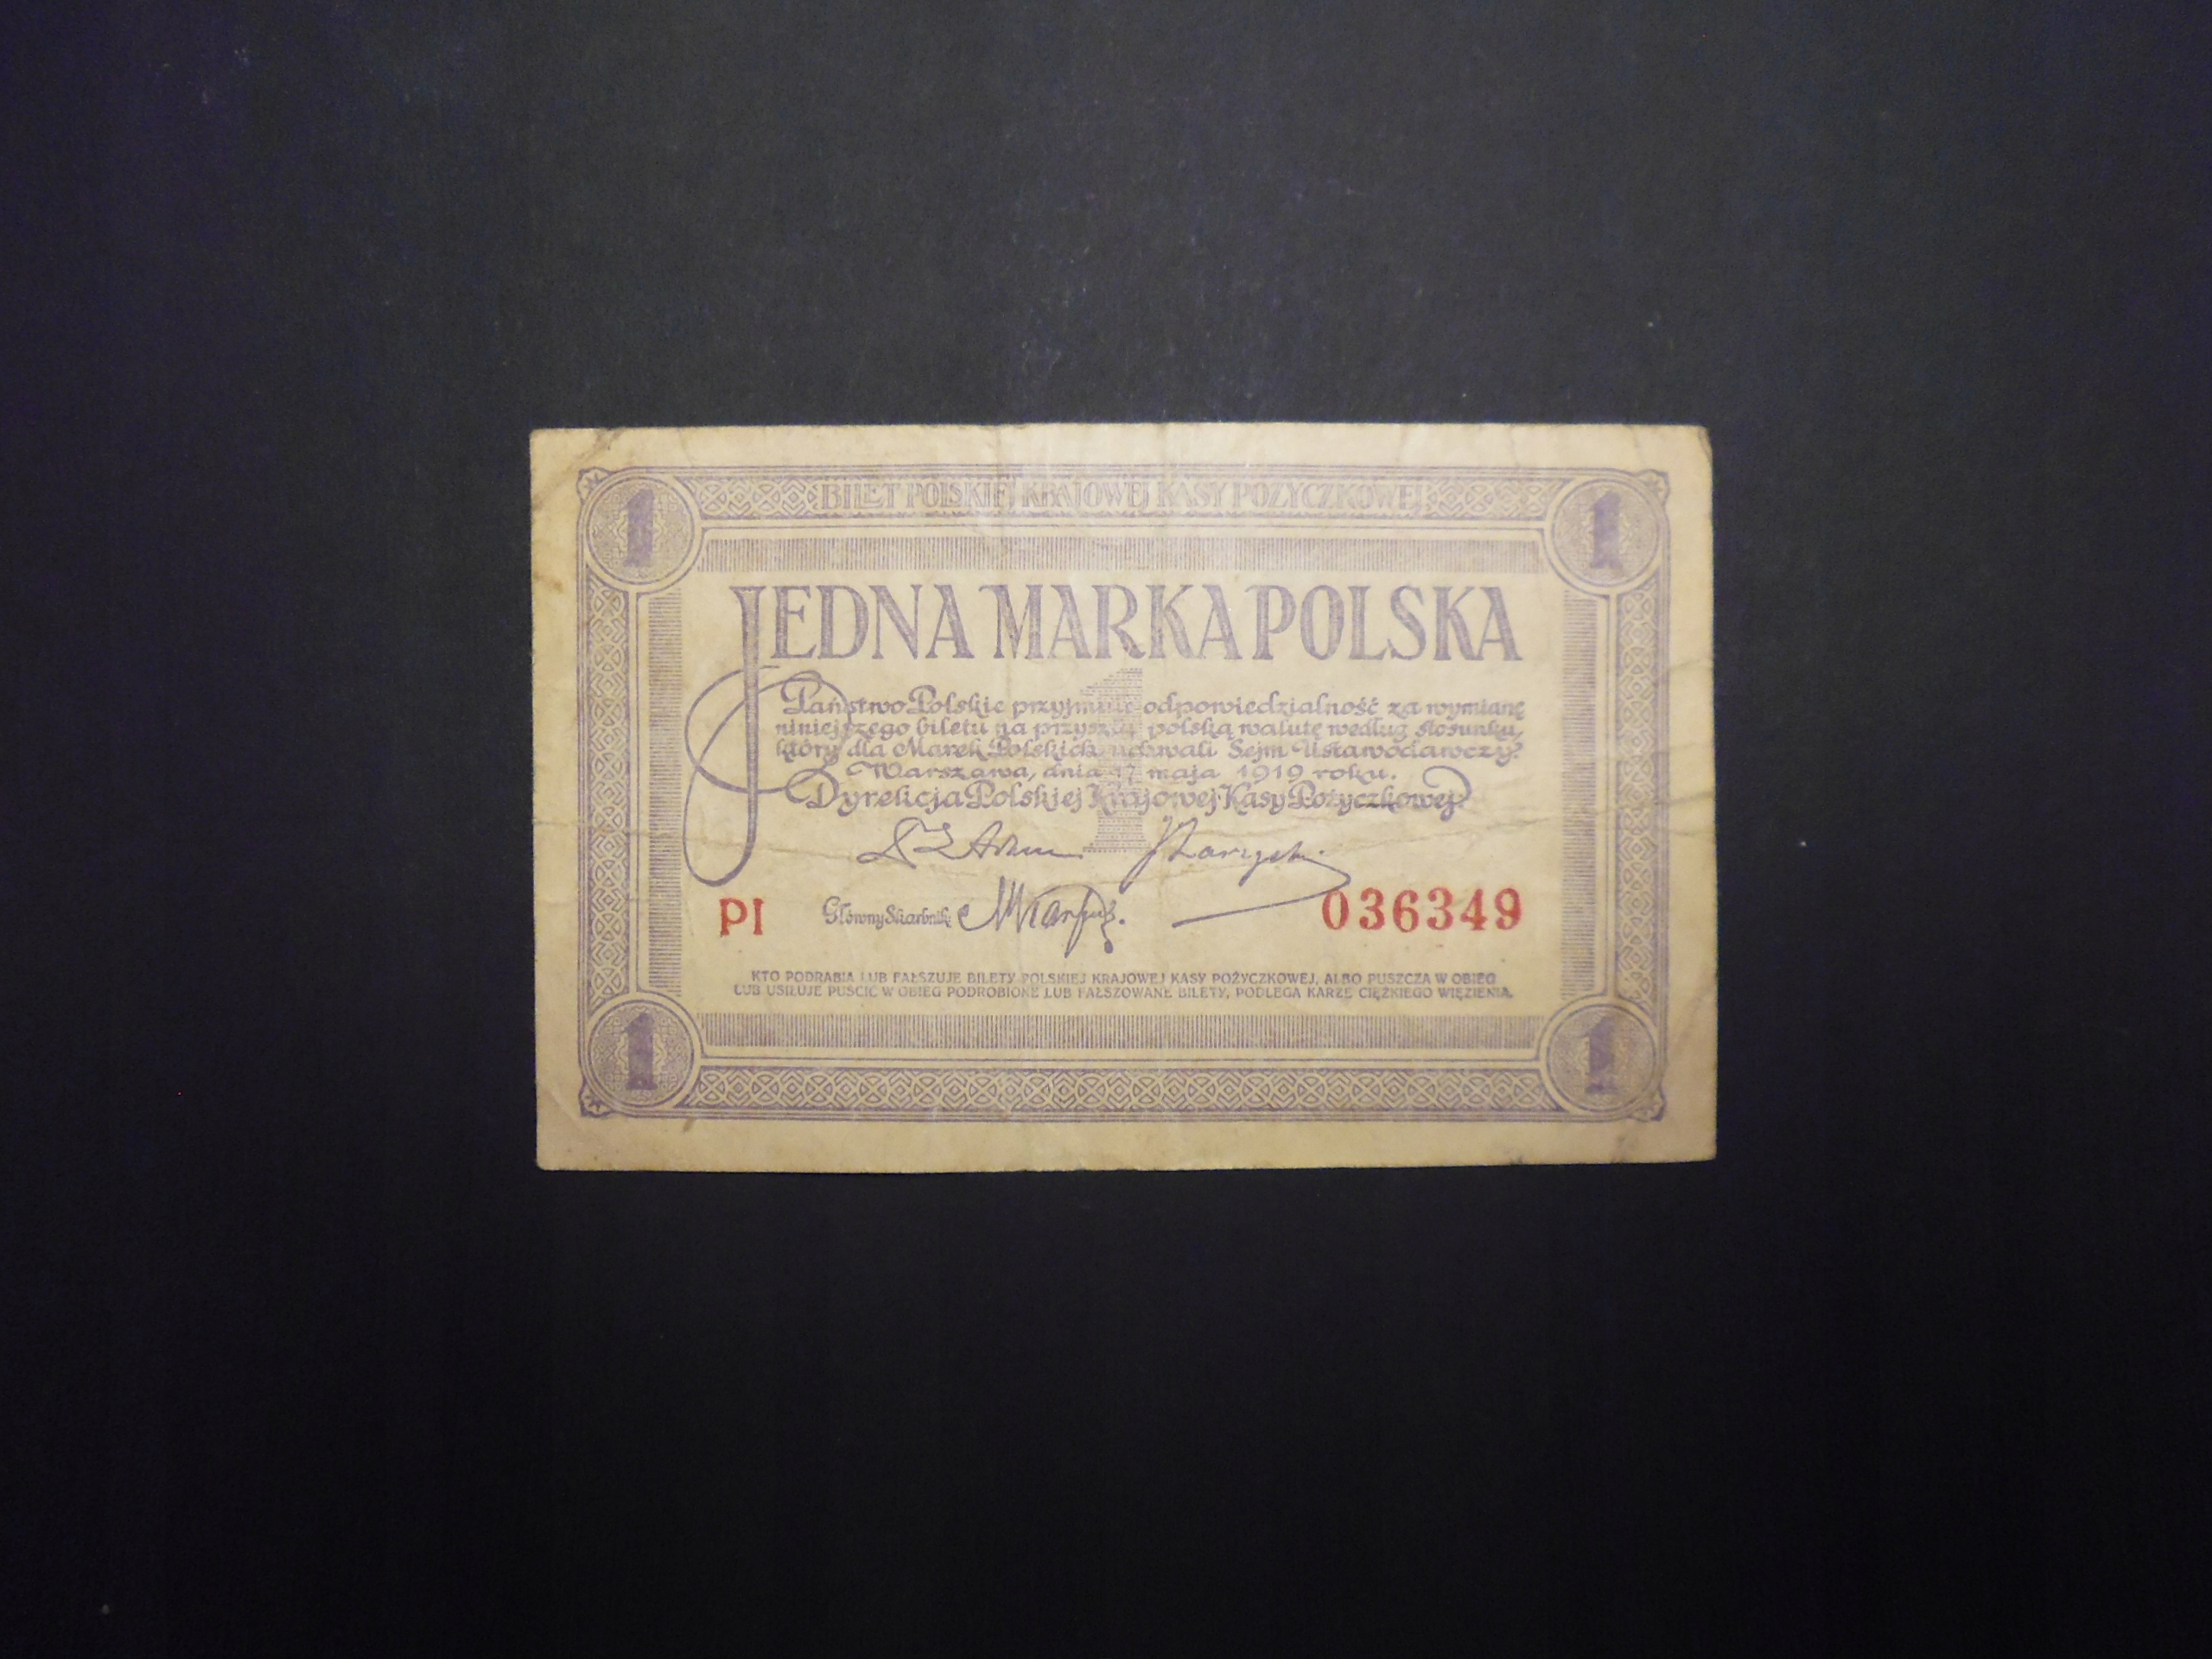 BILET POLSKIEJ KRAJOWEJ KASY POŻYCZKOWEJ
1 1
JEDNA MARKA POLSKA
1
Państwo Polskie przyjmuje odpowiedzialność za wymianę
niniejszego biletu na przyszłą polską walutę według stosunku,
który dla Marek Polskich uchwali Sejm Ustawodawczy.
Warszawa, dnia 17 maja 1919 roku.
Dyrekcja Polskiej Krajowej Kasy Pożyczkowej
PI Główny Skarbnik: 036349
KTO PODRABIA LUB FAŁSZUJE BILETY POLSKIEJ KRAJOWEJ KASY POŻYCZKOWEJ, ALBO PUSZCZA W OBIEG
LUB USIŁUJE PUŚCIĆ W OBIEG PODROBIONE LUB FAŁSZOWANE BILETY, PODLEGA KARZE CIĘŻKIEGO WIĘZIENIA.
1 1